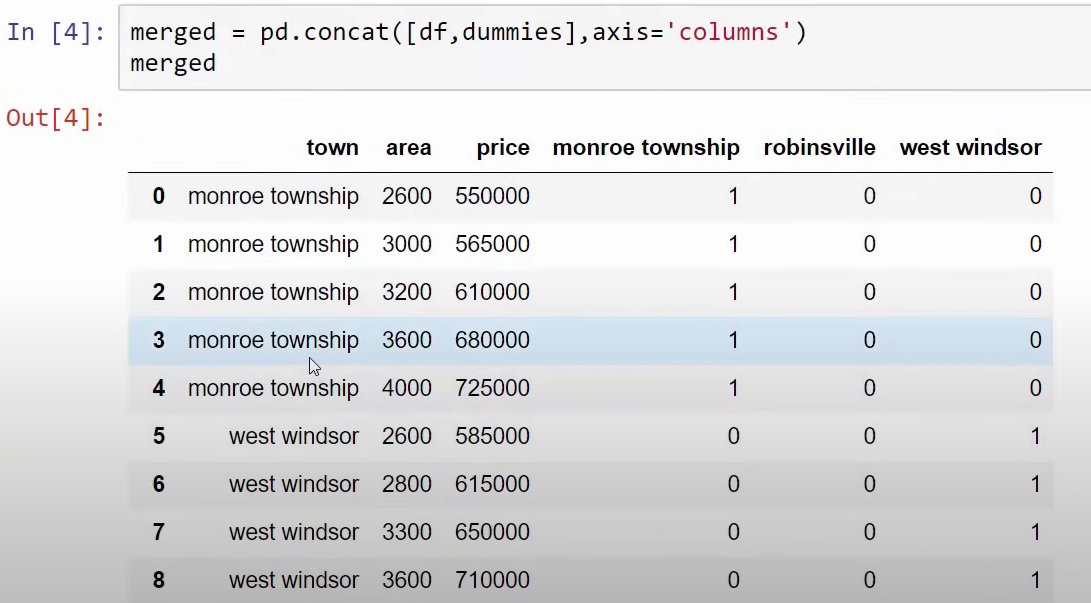 In [4]: merged = pd.concat([df,dummies],axis='columns')
merged
Out[4]:
town area price monroe township robinsville west windsor
0 monroe township 2600 550000 1 0 0
1 monroe township 3000 565000 1 0 0
2 monroe township 3200 610000 1 0 0
3 monroe township 3600 680000 1 0 0
4 monroe township 4000 725000 1 0 0
5 west windsor 2600 585000 0 0 1
6 west windsor 2800 615000 0 0 1
7 west windsor 3300 650000 0 0 1
8 west windsor 3600 710000 0 0 1